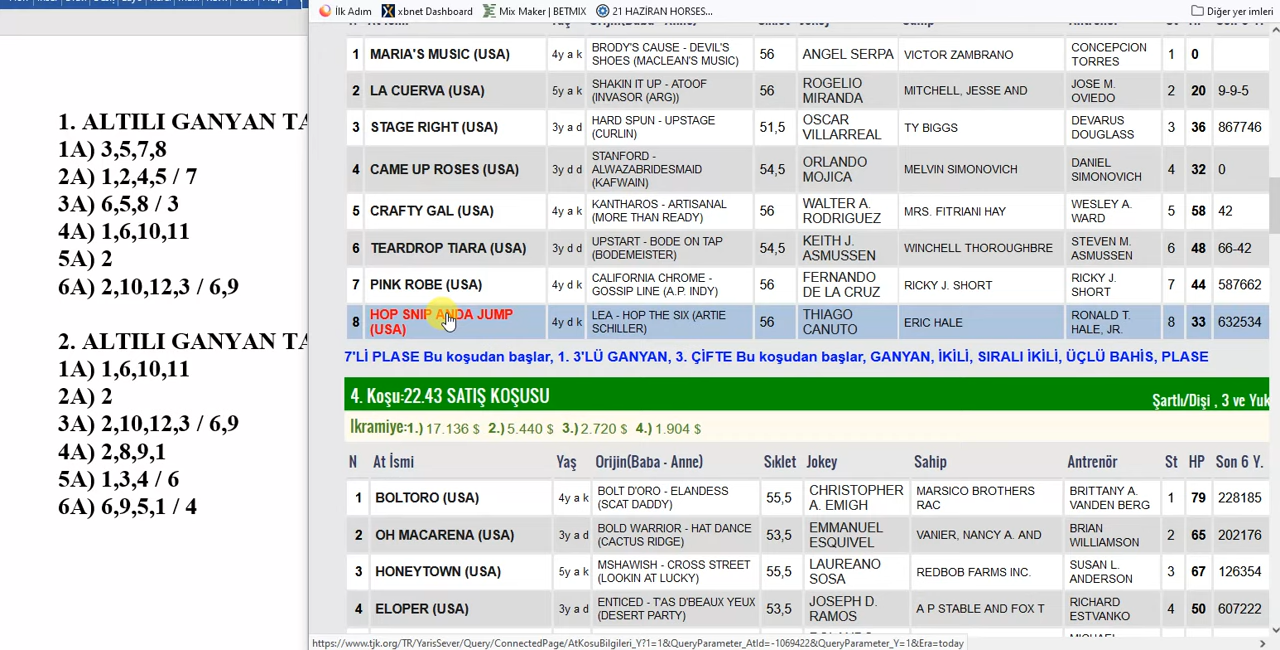 İlk Adım xbnet Dashboard Mix Maker | BETMIX 21 HAZIRAN HORSES... Diğer yer imleri
1. ALTILI GANYAN TA
1A) 3,5,7,8
2A) 1,2,4,5 / 7
3A) 6,5,8 / 3
4A) 1,6,10,11
5A) 2
6A) 2,10,12,3 / 6,9
2. ALTILI GANYAN TA
1A) 1,6,10,11
2A) 2
3A) 2,10,12,3 / 6,9
4A) 2,8,9,1
5A) 1,3,4 / 6
6A) 6,9,5,1 / 4
1 MARIA'S MUSIC (USA) 4y a k BRODY'S CAUSE - DEVIL'S SHOES (MACLEAN'S MUSIC) 56 ANGEL SERPA VICTOR ZAMBRANO CONCEPCION TORRES 1 0
2 LA CUERVA (USA) 5y a k SHAKIN IT UP - ATOOF (INVASOR (ARG)) 56 ROGELIO MIRANDA MITCHELL, JESSE AND JOSE M. OVIEDO 2 20 9-9-5
3 STAGE RIGHT (USA) 3y a d HARD SPUN - UPSTAGE (CURLIN) 51,5 OSCAR VILLARREAL TY BIGGS DEVARUS DOUGLASS 3 36 867746
4 CAME UP ROSES (USA) 3y d d STANFORD - ALWAZABRIDESMAID (KAFWAIN) 54,5 ORLANDO MOJICA MELVIN SIMONOVICH DANIEL SIMONOVICH 4 32 0
5 CRAFTY GAL (USA) 4y a k KANTHAROS - ARTISANAL (MORE THAN READY) 56 WALTER A. RODRIGUEZ MRS. FITRIANI HAY WESLEY A. WARD 5 58 42
6 TEARDROP TIARA (USA) 3y d d UPSTART - BODE ON TAP (BODEMEISTER) 54,5 KEITH J. ASMUSSEN WINCHELL THOROUGHBRE STEVEN M. ASMUSSEN 6 48 66-42
7 PINK ROBE (USA) 4y d k CALIFORNIA CHROME - GOSSIP LINE (A.P. INDY) 56 FERNANDO DE LA CRUZ RICKY J. SHORT RICKY J. SHORT 7 44 587662
8 HOP SNIP ANDA JUMP (USA) 4y d k LEA - HOP THE SIX (ARTIE SCHILLER) 56 THIAGO CANUTO ERIC HALE RONALD T. HALE, JR. 8 33 632534
7'Lİ PLASE Bu koşudan başlar, 1. 3'LÜ GANYAN, 3. ÇİFTE Bu koşudan başlar, GANYAN, İKİLİ, SIRALI İKİLİ, ÜÇLÜ BAHİS, PLASE
4. Koşu:22.43 SATIŞ KOŞUSU Şartlı/Dişi , 3 ve Yuk
Ikramiye:1.) 17.136 $ 2.) 5.440 $ 3.) 2.720 $ 4.) 1.904 $
N At İsmi Yaş Orijin(Baba - Anne) Sıklet Jokey Sahip Antrenör St HP Son 6 Y.
1 BOLTORO (USA) 4y a k BOLT D'ORO - ELANDESS (SCAT DADDY) 55,5 CHRISTOPHER A. EMIGH MARSICO BROTHERS RAC BRITTANY A. VANDEN BERG 1 79 228185
2 OH MACARENA (USA) 3y a d BOLD WARRIOR - HAT DANCE (CACTUS RIDGE) 53,5 EMMANUEL ESQUIVEL VANIER, NANCY A. AND BRIAN WILLIAMSON 2 65 202176
3 HONEYTOWN (USA) 5y a k MSHAWISH - CROSS STREET (LOOKIN AT LUCKY) 55,5 LAUREANO SOSA REDBOB FARMS INC. SUSAN L. ANDERSON 3 67 126354
4 ELOPER (USA) 3y a d ENTICED - T'AS D'BEAUX YEUX (DESERT PARTY) 53,5 JOSEPH D. RAMOS A P STABLE AND FOX T RICHARD ESTVANKO 4 50 607222
https://www.tjk.org/TR/YarisSever/Query/ConnectedPage/AtKosuBilgileri_Y?1=1&QueryParameter_AtId=-1069422&QueryParameter_Y=1&Era=today